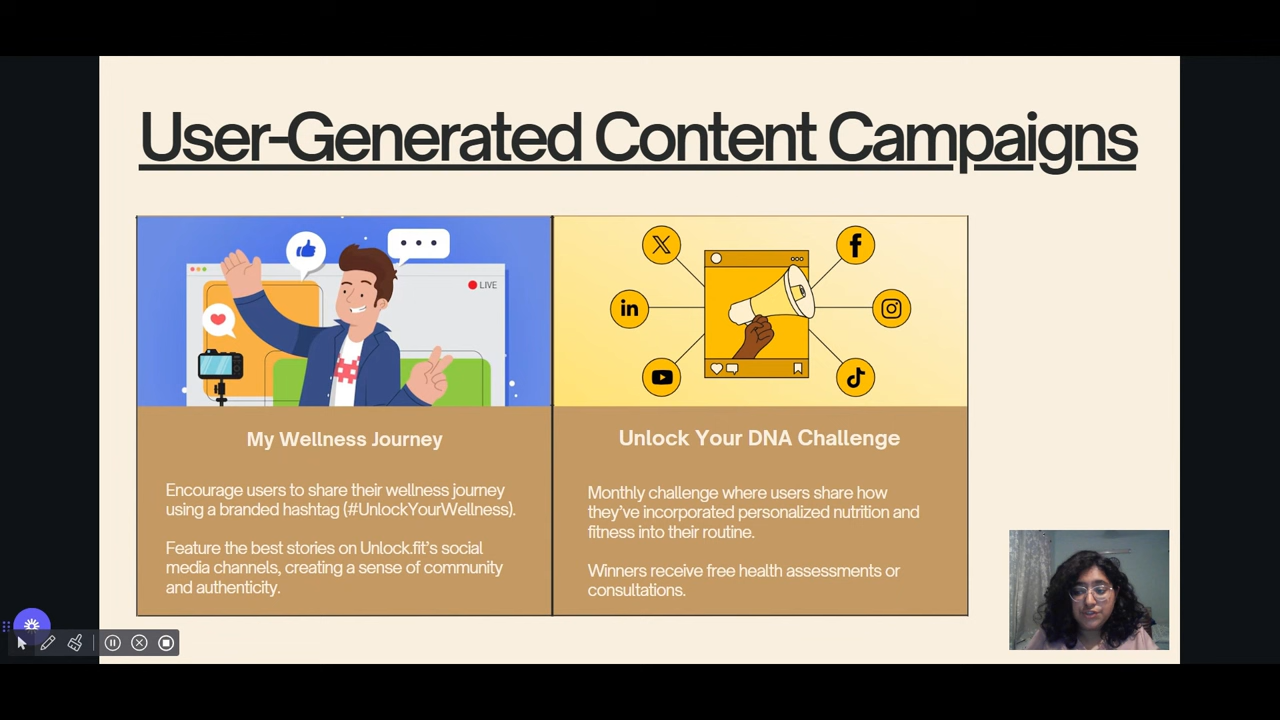 User-Generated Content Campaigns
LIVE
My Wellness Journey
Encourage users to share their wellness journey
using a branded hashtag (#UnlockYourWellness).
Feature the best stories on Unlock.fit's social
media channels, creating a sense of community
and authenticity.
Unlock Your DNA Challenge
Monthly challenge where users share how
they've incorporated personalized nutrition and
fitness into their routine.
Winners receive free health assessments or
consultations.